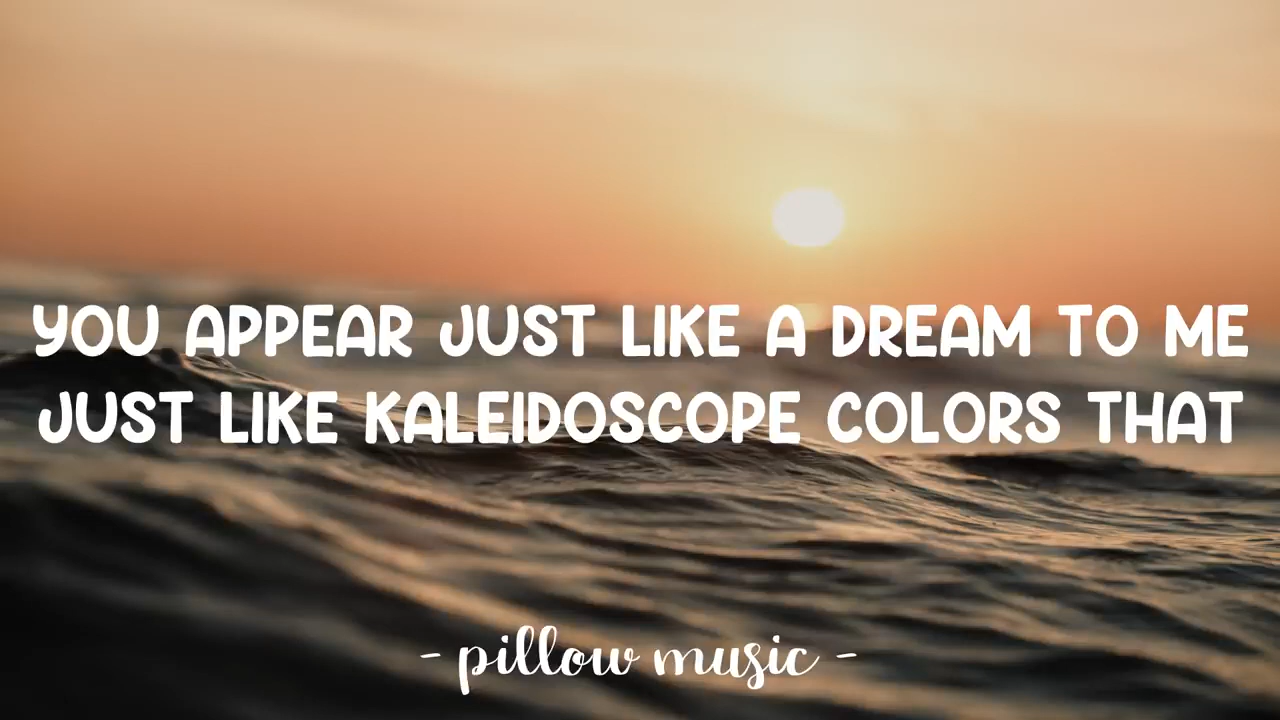 YOU APPEAR JUST LIKE A DREAM TO ME
JUST LIKE KALEIDOSCOPE COLORS THAT
- pillow music -